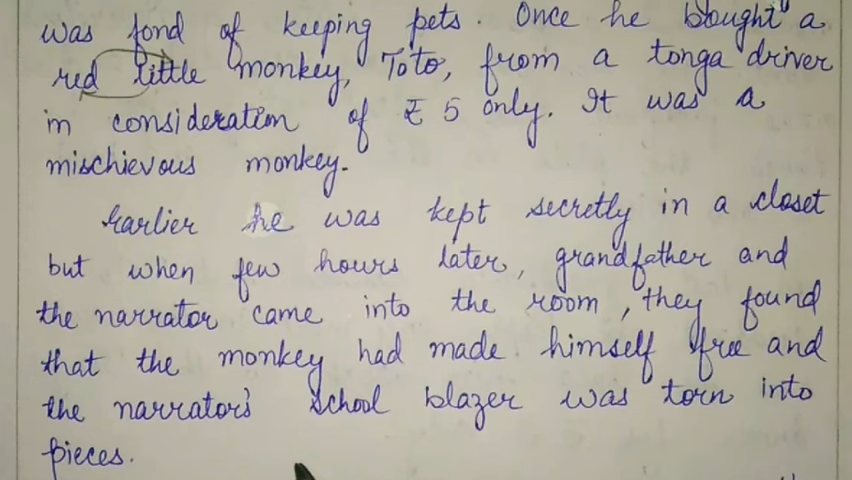 was fond of keeping pets. Once he bought a
red little monkey, Toto, from a tonga driver
in consideration of ₹ 5 only. It was a
mischievous monkey.
Earlier he was kept secretly in a closet
but when few hours later, grandfather and
the narrator came into the room, they found
that the monkey had made himself free and
the narrator's school blazer was torn into
pieces.